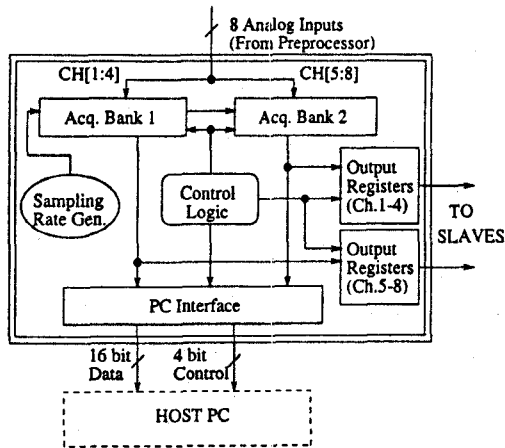 8 Analog Inputs
(From Preprocessor)
CH[1:4]
CH[5:8]
Acq. Bank 1
Acq. Bank 2
Sampling
Rate Gen.
Control
Logic
Output
Registers
(Ch.1-4)
TO
SLAVES
Output
Registers
(Ch.5-8)
PC Interface
16 bit
Data
4 bit
Control
HOST PC